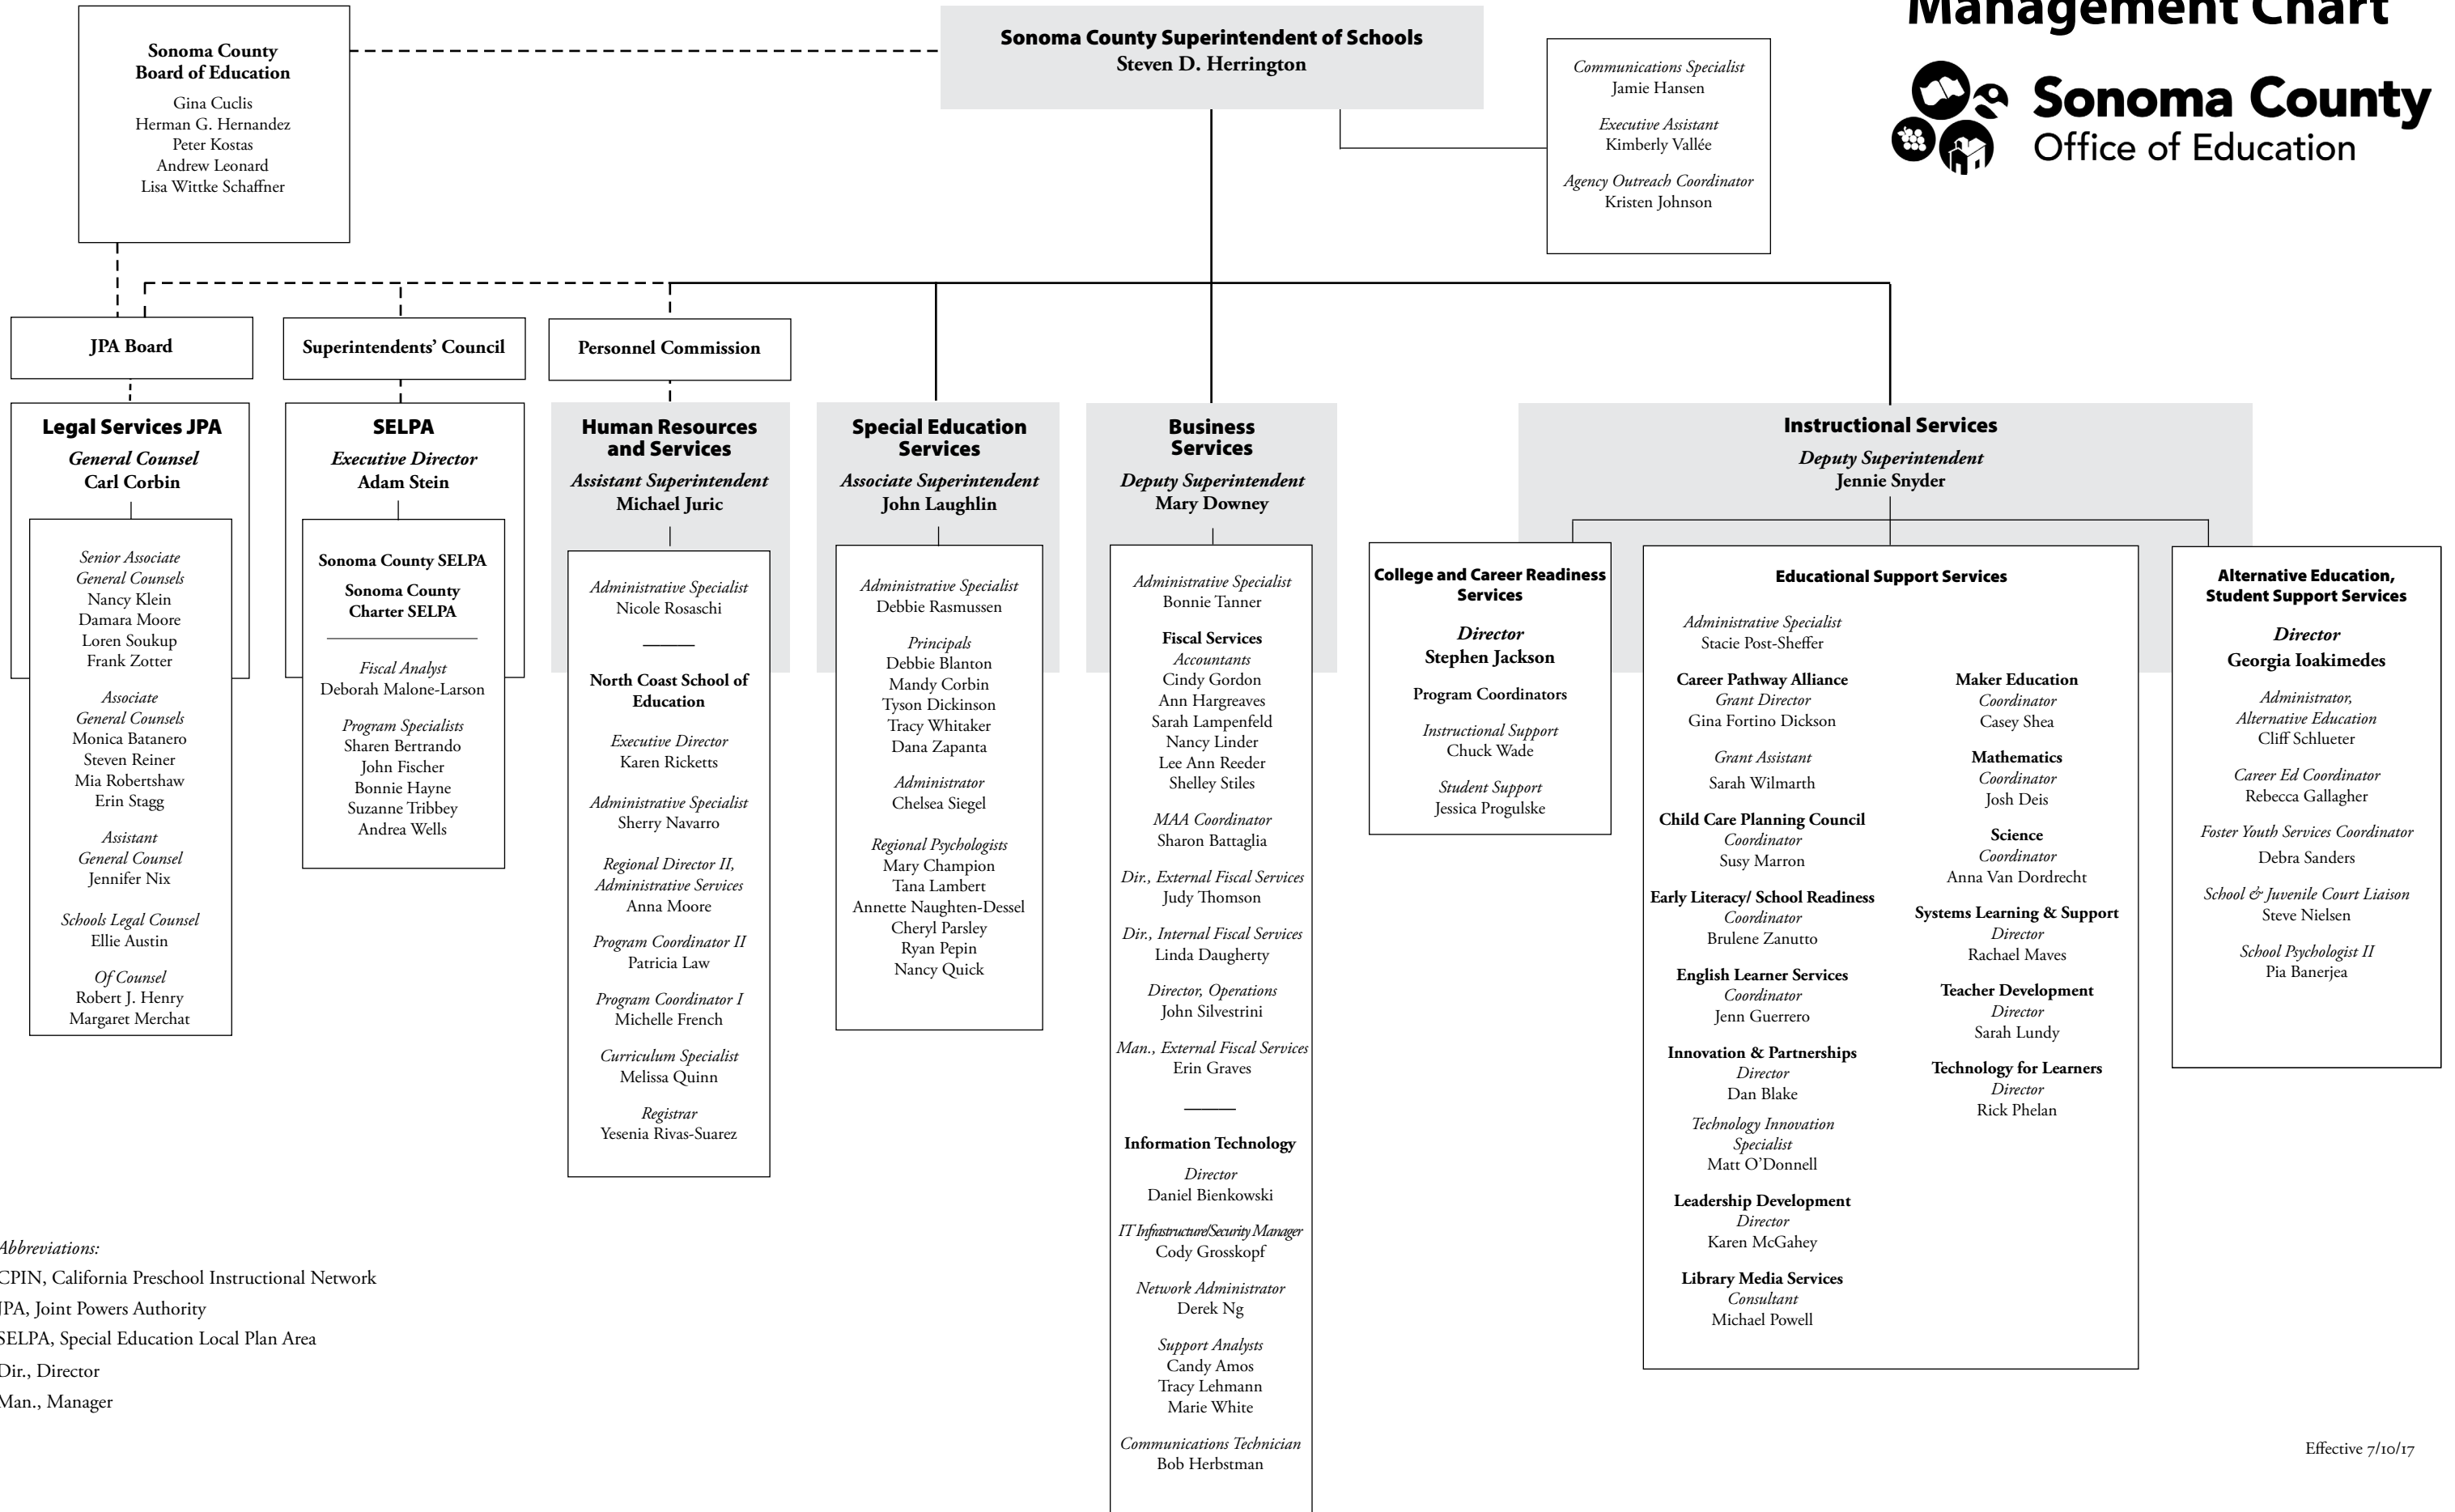 Management Chart
Sonoma County
Office of Education
Sonoma County
Board of Education
Gina Cuclis
Herman G. Hernandez
Peter Kostas
Andrew Leonard
Lisa Wittke Schaffner
Sonoma County Superintendent of Schools
Steven D. Herrington
Communications Specialist
Jamie Hansen
Executive Assistant
Kimberly Vallée
Agency Outreach Coordinator
Kristen Johnson
JPA Board
Superintendents’ Council
Personnel Commission
Legal Services JPA
General Counsel
Carl Corbin
Senior Associate
General Counsels
Nancy Klein
Damara Moore
Loren Soukup
Frank Zotter
Associate
General Counsels
Monica Batanero
Steven Reiner
Mia Robertshaw
Erin Stagg
Assistant
General Counsel
Jennifer Nix
Schools Legal Counsel
Ellie Austin
Of Counsel
Robert J. Henry
Margaret Merchat
SELPA
Executive Director
Adam Stein
Sonoma County SELPA
Sonoma County
Charter SELPA
Fiscal Analyst
Deborah Malone-Larson
Program Specialists
Sharen Bertrando
John Fischer
Bonnie Hayne
Suzanne Tribbey
Andrea Wells
Human Resources
and Services
Assistant Superintendent
Michael Juric
Administrative Specialist
Nicole Rosaschi
North Coast School of
Education
Executive Director
Karen Ricketts
Administrative Specialist
Sherry Navarro
Regional Director II,
Administrative Services
Anna Moore
Program Coordinator II
Patricia Law
Program Coordinator I
Michelle French
Curriculum Specialist
Melissa Quinn
Registrar
Yesenia Rivas-Suarez
Special Education
Services
Associate Superintendent
John Laughlin
Administrative Specialist
Debbie Rasmussen
Principals
Debbie Blanton
Mandy Corbin
Tyson Dickinson
Tracy Whitaker
Dana Zapanta
Administrator
Chelsea Siegel
Regional Psychologists
Mary Champion
Tana Lambert
Annette Naughten-Dessel
Cheryl Parsley
Ryan Pepin
Nancy Quick
Business
Services
Deputy Superintendent
Mary Downey
Administrative Specialist
Bonnie Tanner
Fiscal Services
Accountants
Cindy Gordon
Ann Hargreaves
Sarah Lampenfeld
Nancy Linder
Lee Ann Reeder
Shelley Stiles
MAA Coordinator
Sharon Battaglia
Dir., External Fiscal Services
Judy Thomson
Dir., Internal Fiscal Services
Linda Daugherty
Director, Operations
John Silvestrini
Man., External Fiscal Services
Erin Graves
Information Technology
Director
Daniel Bienkowski
IT Infrastructure/Security Manager
Cody Grosskopf
Network Administrator
Derek Ng
Support Analysts
Candy Amos
Tracy Lehmann
Marie White
Communications Technician
Bob Herbstman
Instructional Services
Deputy Superintendent
Jennie Snyder
College and Career Readiness
Services
Director
Stephen Jackson
Program Coordinators
Instructional Support
Chuck Wade
Student Support
Jessica Progulske
Educational Support Services
Administrative Specialist
Stacie Post-Sheffer
Career Pathway Alliance
Grant Director
Gina Fortino Dickson
Grant Assistant
Sarah Wilmarth
Child Care Planning Council
Coordinator
Susy Marron
Early Literacy/ School Readiness
Coordinator
Brulene Zanutto
English Learner Services
Coordinator
Jenn Guerrero
Innovation & Partnerships
Director
Dan Blake
Technology Innovation
Specialist
Matt O’Donnell
Leadership Development
Director
Karen McGahey
Library Media Services
Consultant
Michael Powell
Maker Education
Coordinator
Casey Shea
Mathematics
Coordinator
Josh Deis
Science
Coordinator
Anna Van Dordrecht
Systems Learning & Support
Director
Rachael Maves
Teacher Development
Director
Sarah Lundy
Technology for Learners
Director
Rick Phelan
Alternative Education,
Student Support Services
Director
Georgia Ioakimedes
Administrator,
Alternative Education
Cliff Schlueter
Career Ed Coordinator
Rebecca Gallagher
Foster Youth Services Coordinator
Debra Sanders
School & Juvenile Court Liaison
Steve Nielsen
School Psychologist II
Pia Banerjea
Abbreviations:
CPIN, California Preschool Instructional Network
JPA, Joint Powers Authority
SELPA, Special Education Local Plan Area
Dir., Director
Man., Manager
Effective 7/10/17